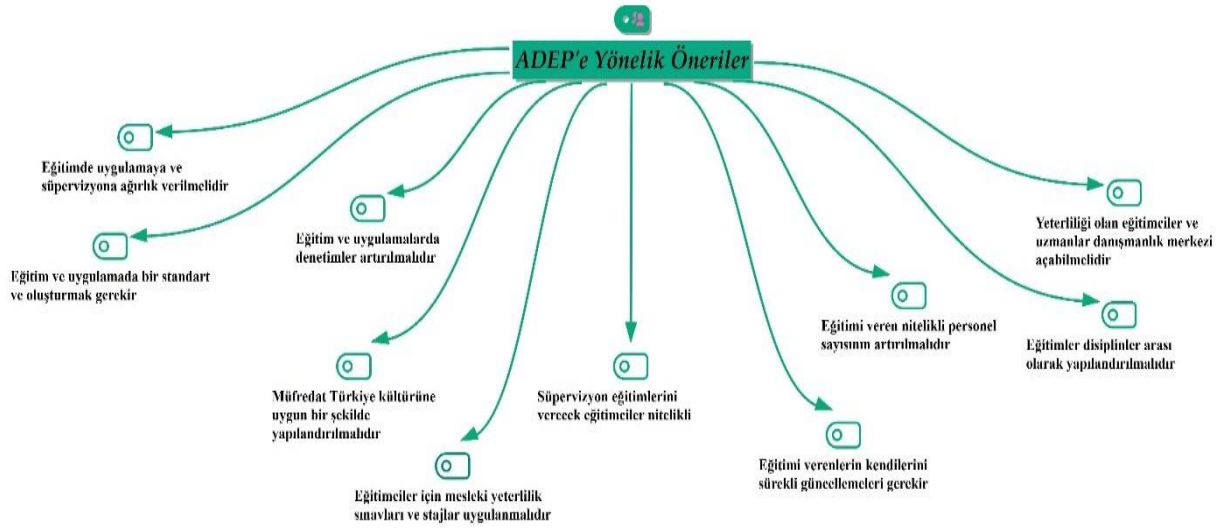 ADEP'e Yönelik Öneriler
Eğitimde uygulamaya ve
süpervizyona ağırlık verilmelidir
Eğitim ve uygulamada bir standart
ve oluşturmak gerekir
Eğitim ve uygulamalarda
denetimler artırılmalıdır
Müfredat Türkiye kültürüne
uygun bir şekilde
yapılandırılmalıdır
Eğitimciler için mesleki yeterlilik
sınavları ve stajlar uygulanmalıdır
Süpervizyon eğitimlerini
verecek eğitimciler nitelikli
Eğitimi verenlerin kendilerini
sürekli güncellemeleri gerekir
Eğitimi veren nitelikli personel
sayısının artırılmalıdır
Yeterliliği olan eğitimciler ve
uzmanlar danışmanlık merkezi
açabilmelidir
Eğitimler disiplinler arası
olarak yapılandırılmalıdır